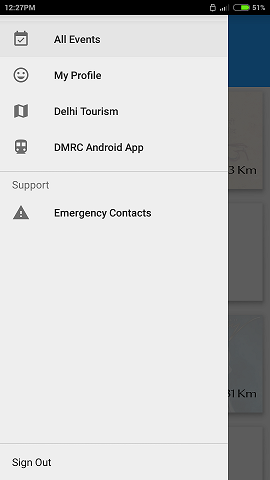 12:27PM
51%
All Events
My Profile
Delhi Tourism
3 Km
DMRC Android App
Support
Emergency Contacts
31 Km
Sign Out